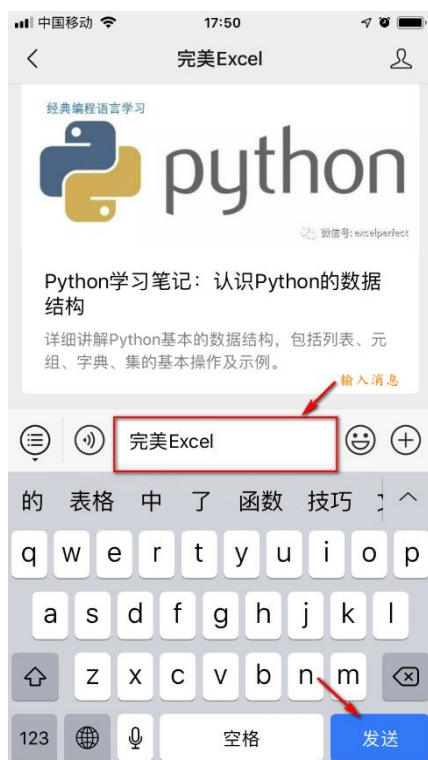 中国移动 17:50
完美Excel
经典编程语言学习
python
微信号: excelperfect
Python学习笔记：认识Python的数据
结构
详细讲解Python基本的数据结构，包括列表、元
组、字典、集的基本操作及示例。
输入消息
完美Excel
的 表格 中 了 函数 技巧
q w e r t y u i o p
a s d f g h j k l
z x c v b n m
123 空格 发送